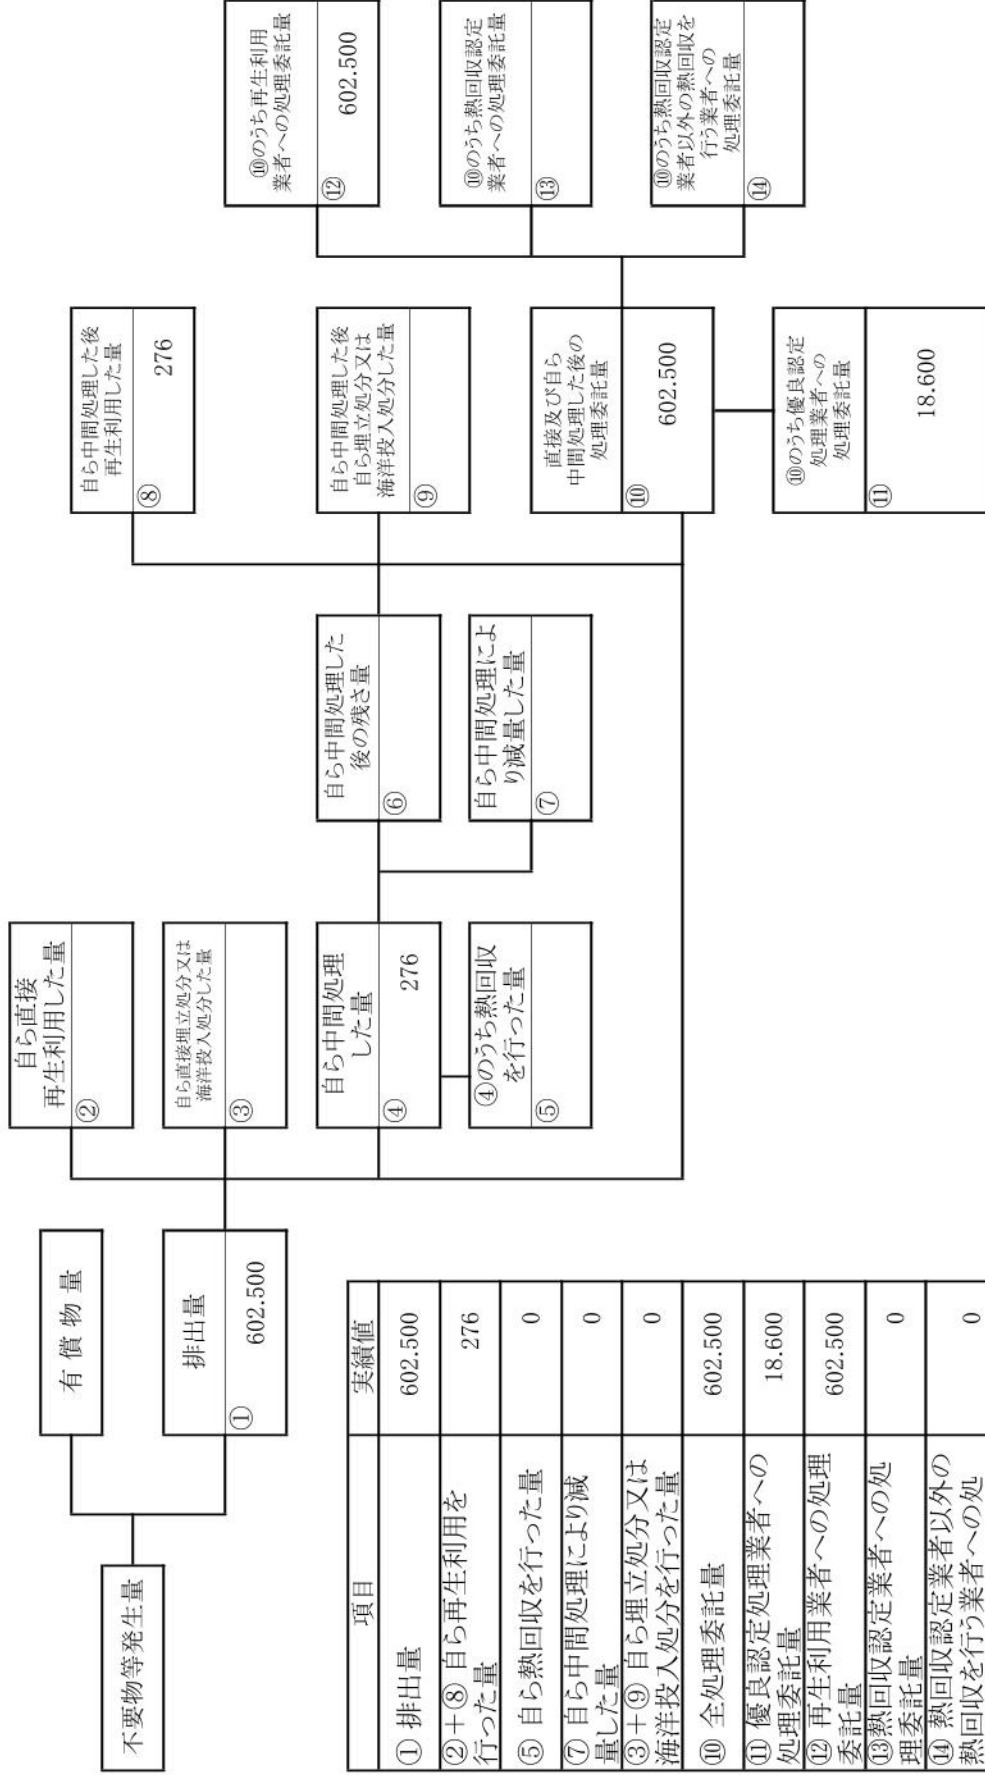 不要物等発生量
有償物量
排出量
①
602.500
自ら直接
再生利用した量
②
自ら直接埋立処分又は
海洋投入処分した量
③
自ら中間処理
した量
④
276
④のうち熱回収
を行った量
⑤
自ら中間処理した
後の残さ量
⑥
自ら中間処理によ
り減量した量
⑦
自ら中間処理した後
再生利用した量
⑧
276
自ら中間処理した後
自ら埋立処分又は
海洋投入処分した量
⑨
直接及び自ら
中間処理した後の
処理委託量
⑩
602.500
⑩のうち優良認定
処理業者への
処理委託量
⑪
18.600
⑩のうち再生利用
業者への処理委託量
⑫
602.500
⑩のうち熱回収認定
業者への処理委託量
⑬
⑩のうち熱回収認定
業者以外の熱回収を
行う業者への
処理委託量
⑭
項目 実績値
① 排出量 602.500
②+⑧ 自ら再生利用を
行った量 276
⑤ 自ら熱回収を行った量 0
⑦ 自ら中間処理により減
量した量 0
③+⑨ 自ら埋立処分又は
海洋投入処分を行った量 0
⑩ 全処理委託量 602.500
⑪ 優良認定処理業者への
処理委託量 18.600
⑫ 再生利用業者への処理
委託量 602.500
⑬熱回収認定業者への処
理委託量 0
⑭ 熱回収認定業者以外の
熱回収を行う業者への処 0